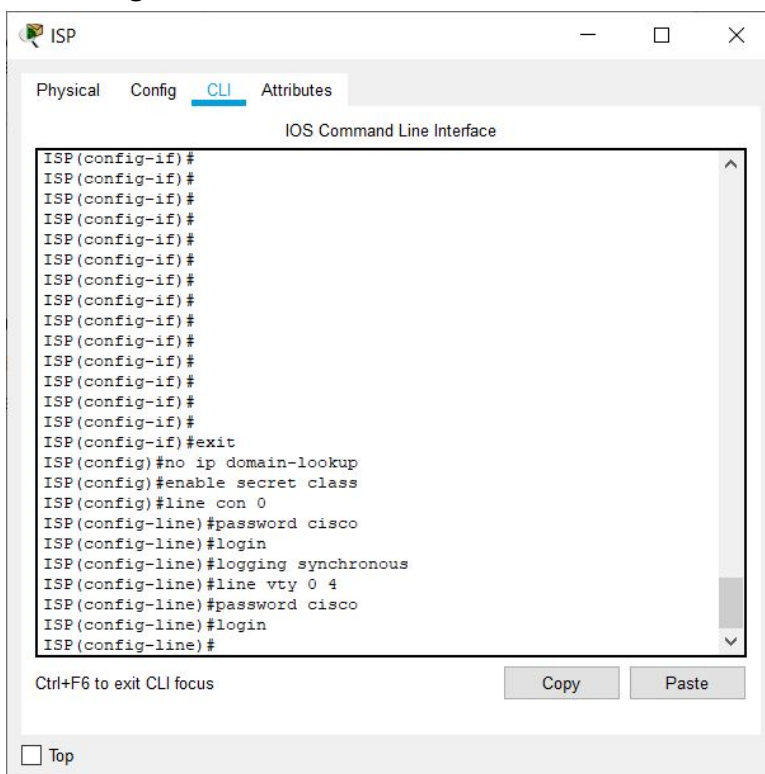 ISP
Physical Config CLI Attributes
IOS Command Line Interface
ISP(config-if)#
ISP(config-if)#
ISP(config-if)#
ISP(config-if)#
ISP(config-if)#
ISP(config-if)#
ISP(config-if)#
ISP(config-if)#
ISP(config-if)#
ISP(config-if)#
ISP(config-if)#
ISP(config-if)#
ISP(config-if)#
ISP(config-if)#
ISP(config-if)#exit
ISP(config)#no ip domain-lookup
ISP(config)#enable secret class
ISP(config)#line con 0
ISP(config-line)#password cisco
ISP(config-line)#login
ISP(config-line)#logging synchronous
ISP(config-line)#line vty 0 4
ISP(config-line)#password cisco
ISP(config-line)#login
ISP(config-line)#
Ctrl+F6 to exit CLI focus Copy Paste
Top